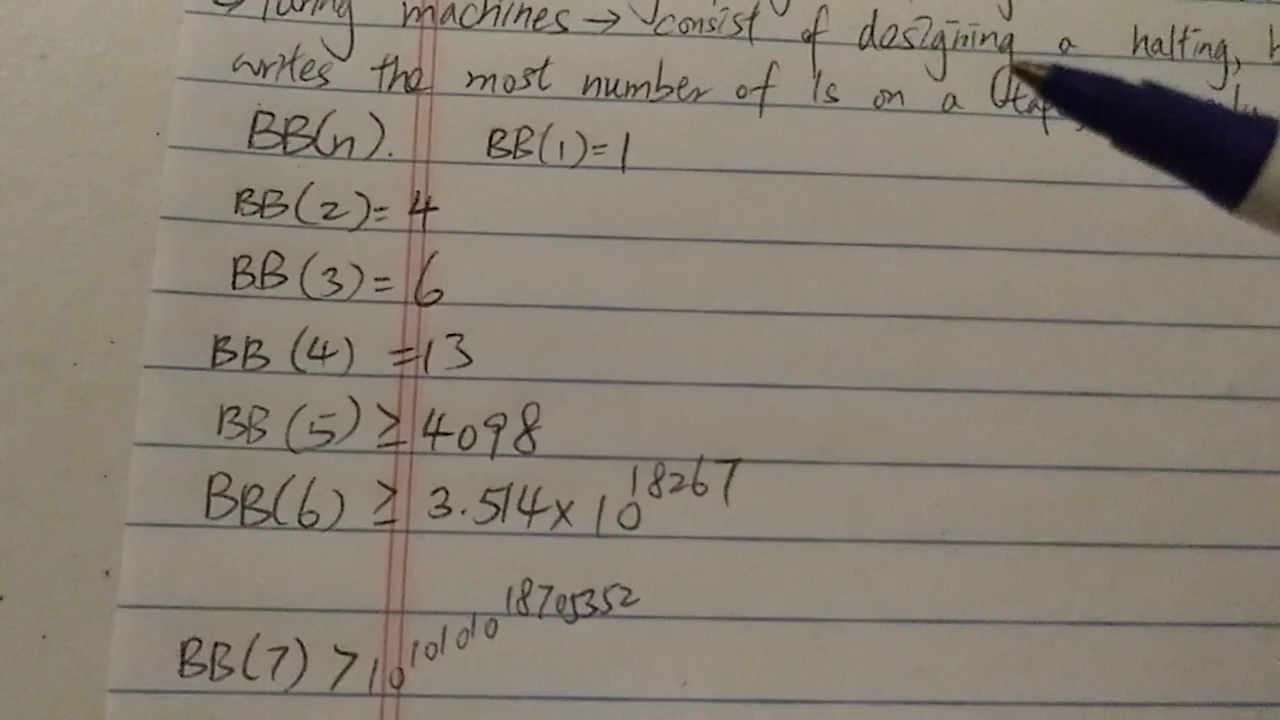 → Turing machines → consist of designing a halting,
writes the most number of 1s on a
BB(n). BB(1)=1
BB(2)=4
BB(3)=6
BB(4)=13
BB(5) ≥ 4098
BB(6) ≥ 3.514 x 10^18267
BB(7) > 10^10^10^10^18705352